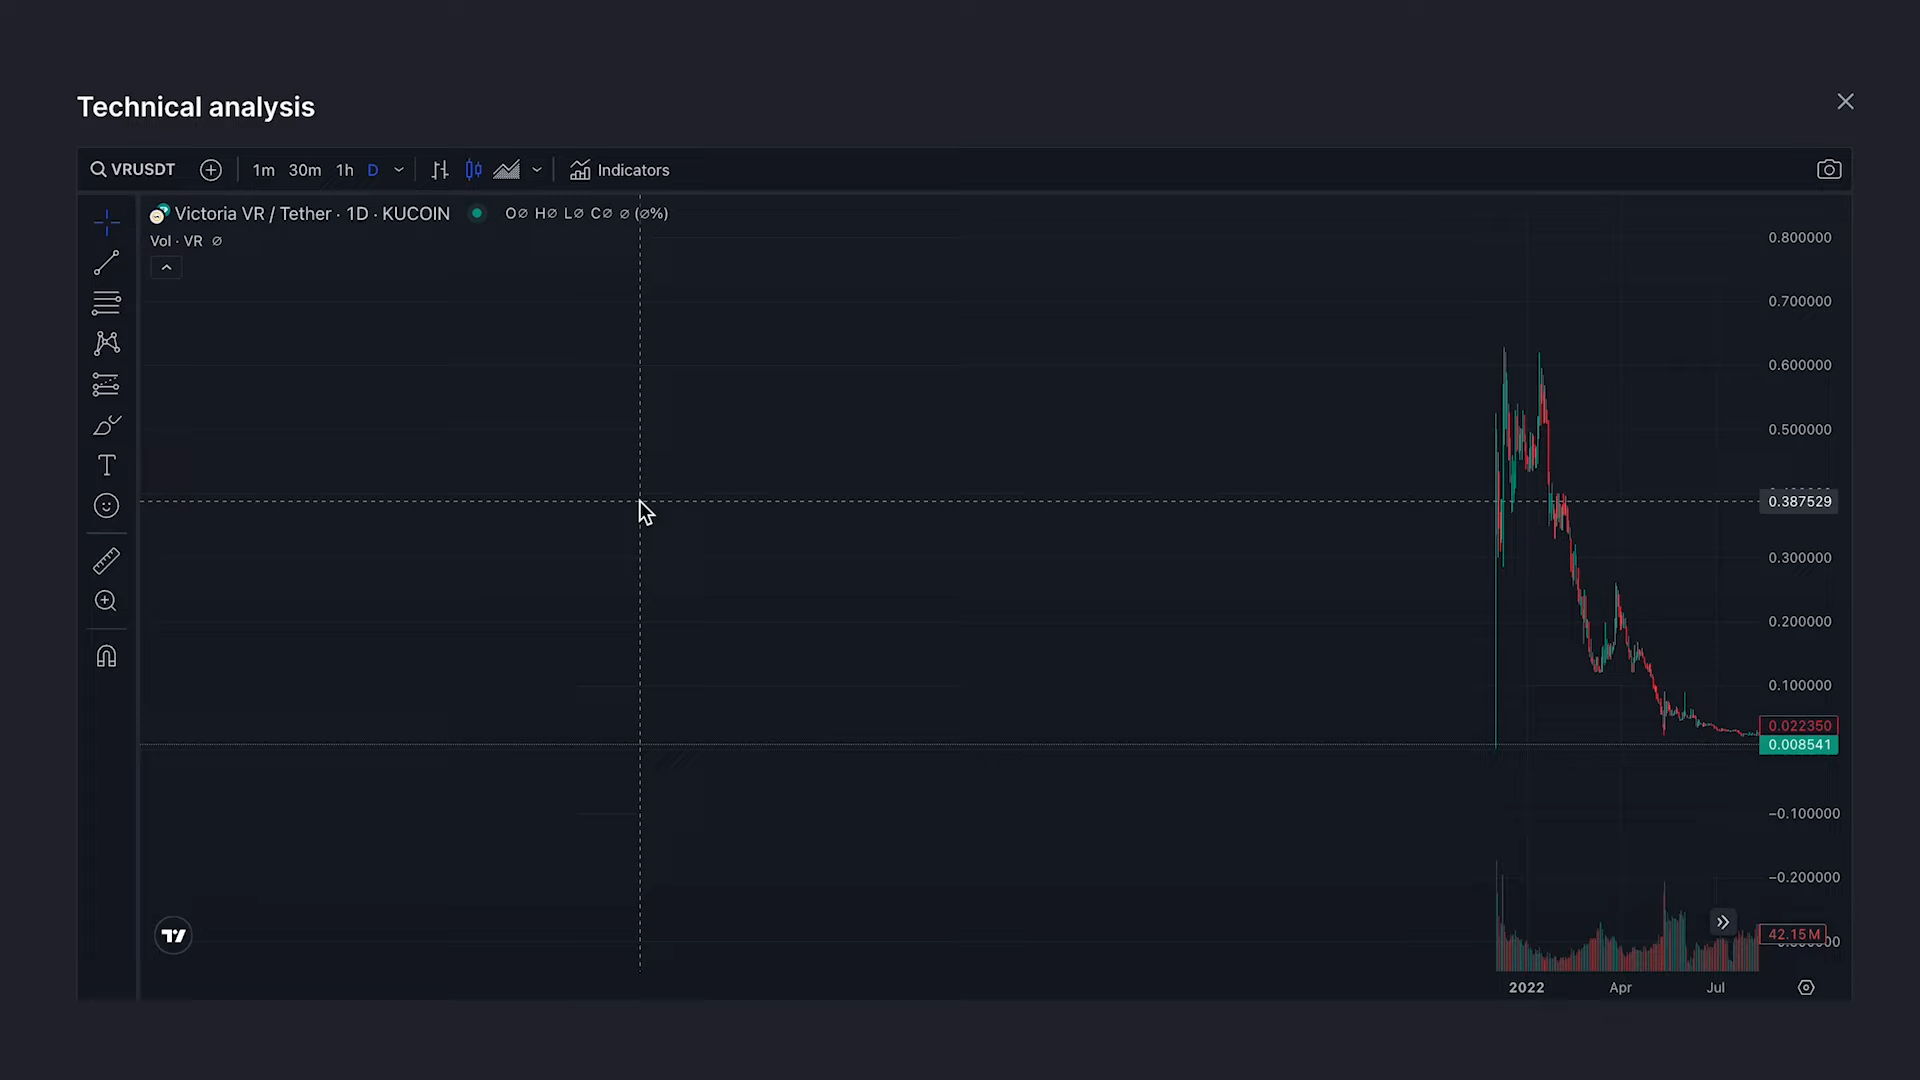 Technical analysis
VRUSDT 1m 30m 1h D Indicators
Victoria VR / Tether · 1D · KUCOIN O∅ H∅ L∅ C∅ ∅ (∅%)
Vol · VR ∅
0.800000
0.700000
0.600000
0.500000
0.387529
0.300000
0.200000
0.100000
0.022350
0.008541
−0.100000
−0.200000
42.15M
2022 Apr Jul